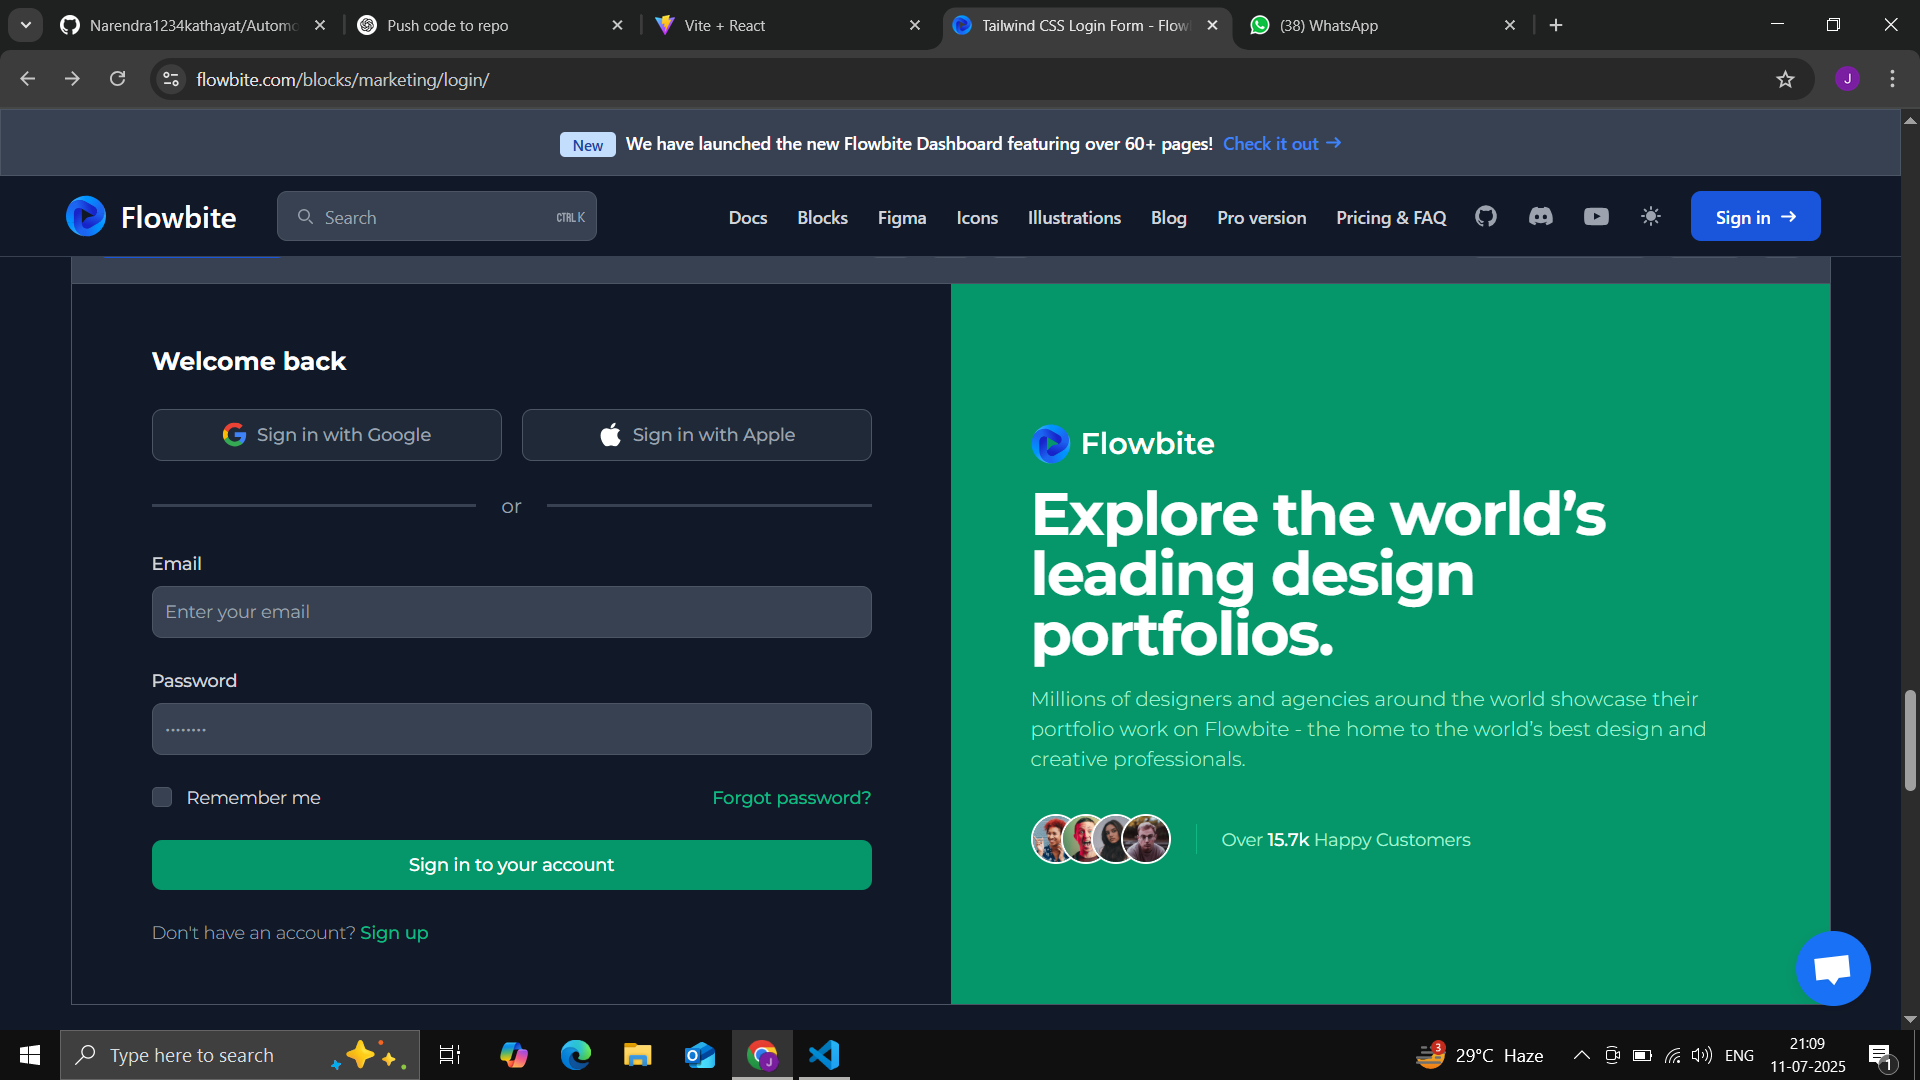 Narendra1234kathayat/Automo
Push code to repo
Vite + React
Tailwind CSS Login Form - Flowl
(38) WhatsApp
flowbite.com/blocks/marketing/login/
J
New We have launched the new Flowbite Dashboard featuring over 60+ pages! Check it out →
Flowbite
Search CTRL K
Docs Blocks Figma Icons Illustrations Blog Pro version Pricing & FAQ
Sign in →
Welcome back
Sign in with Google
Sign in with Apple
or
Email
Enter your email
Password
••••••••
Remember me
Forgot password?
Sign in to your account
Don't have an account? Sign up
Flowbite
Explore the world’s
leading design
portfolios.
Millions of designers and agencies around the world showcase their
portfolio work on Flowbite - the home to the world’s best design and
creative professionals.
Over 15.7k Happy Customers
Type here to search
3
29°C Haze
ENG
21:09
11-07-2025
1